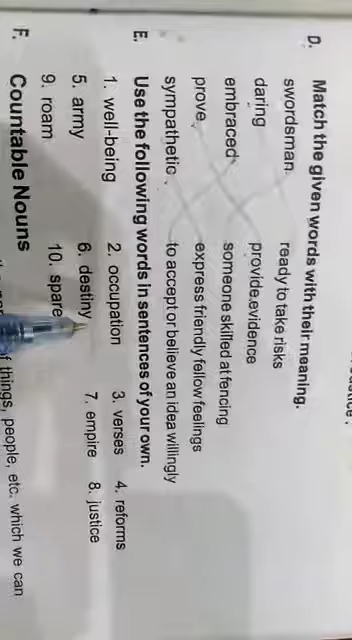 D. Match the given words with their meaning.
swordsman ready to take risks
daring provide evidence
embraced someone skilled at fencing
prove express friendly fellow feelings
sympathetic to accept or believe an idea willingly
E. Use the following words in sentences of your own.
1. well-being 2. occupation 3. verses 4. reforms
5. army 6. destiny 7. empire 8. justice
9. roam 10. spare
F. Countable Nouns
of things, people, etc. which we can